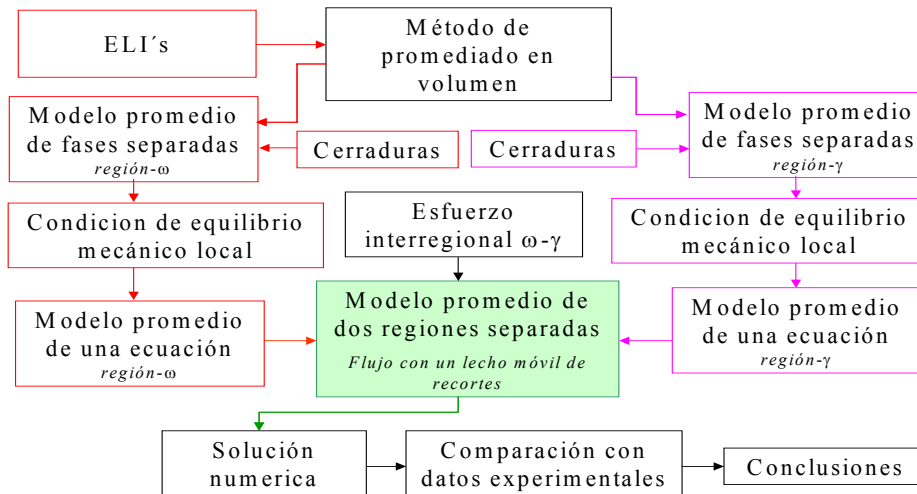 ELI´s
Método de
promediado en
volumen
Modelo promedio
de fases separadas
región-ω
Cerraduras
Cerraduras
Modelo promedio
de fases separadas
región-γ
Condicion de equilibrio
mecánico local
Esfuerzo
interregional ω-γ
Condicion de equilibrio
mecánico local
Modelo promedio
de una ecuación
región-ω
Modelo promedio de
dos regiones separadas
Flujo con un lecho móvil de
recortes
Modelo promedio
de una ecuación
región-γ
Solución
numerica
Comparación con
datos experimentales
Conclusiones